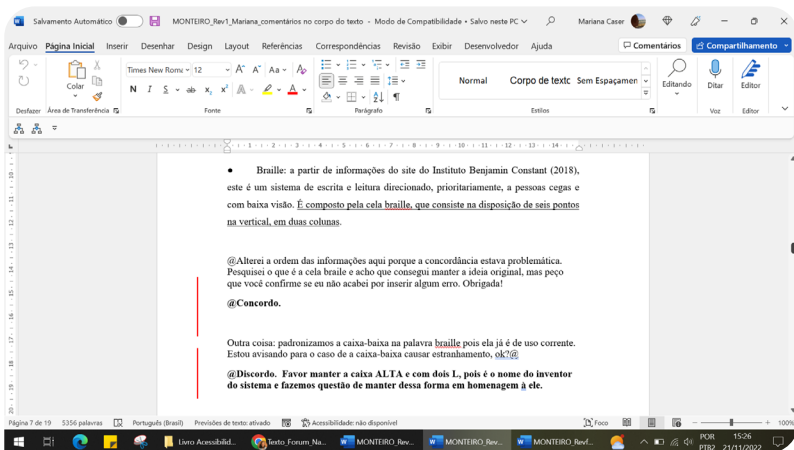 Salvamento Automático
MONTEIRO_Rev1_Mariana_comentários no corpo do texto - Modo de Compatibilidade • Salvo neste PC
Mariana Caser
Arquivo Página Inicial Inserir Desenhar Design Layout Referências Correspondências Revisão Exibir Desenvolvedor Ajuda Comentários Compartilhamento
Times New Romo 12
Normal Corpo de textc Sem Espaçamen
Colar Editando Ditar Editor
Desfazer Área de Transferência Fonte Parágrafo Estilos Voz Editor
● Braille: a partir de informações do site do Instituto Benjamin Constant (2018),
este é um sistema de escrita e leitura direcionado, prioritariamente, a pessoas cegas e
com baixa visão. É composto pela cela braille, que consiste na disposição de seis pontos
na vertical, em duas colunas.
@Alterei a ordem das informações aqui porque a concordância estava problemática.
Pesquisei o que é a cela braile e acho que consegui manter a ideia original, mas peço
que você confirme se eu não acabei por inserir algum erro. Obrigada!
@Concordo.
Outra coisa: padronizamos a caixa-baixa na palavra braille pois ela já é de uso corrente.
Estou avisando para o caso de a caixa-baixa causar estranhamento, ok?@
@Discordo. Favor manter a caixa ALTA e com dois L, pois é o nome do inventor
do sistema e fazemos questão de manter dessa forma em homenagem à ele.
Página 7 de 19 5356 palavras Português (Brasil) Previsões de texto: ativado Acessibilidade: não disponível Foco 100%
Livro Acessibilid... Texto_Forum_Na... MONTEIRO_Rev... MONTEIRO_Rev... MONTEIRO_Revf... POR 15:26
PTB2 21/11/2022